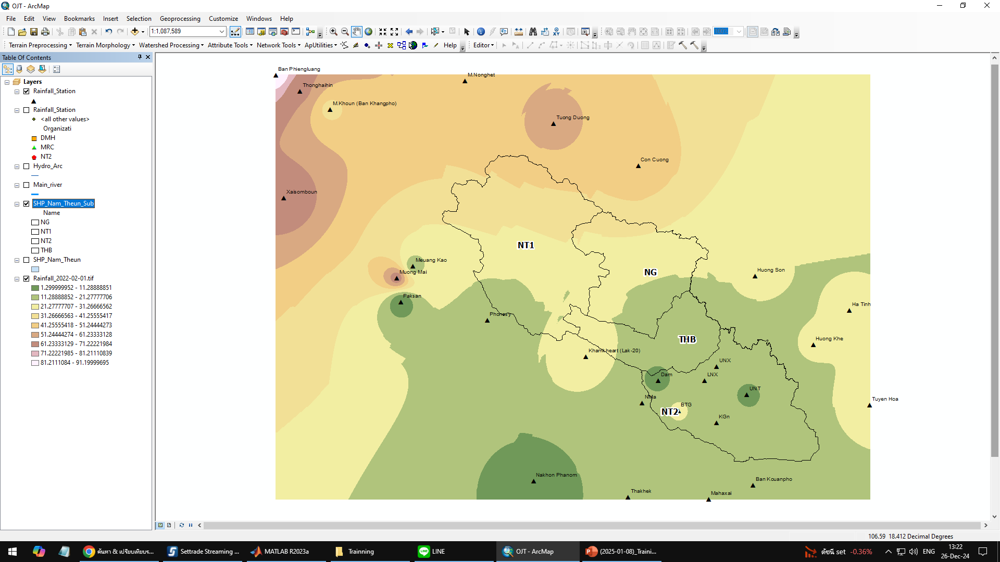 OJT - ArcMap
File Edit View Bookmarks Insert Selection Geoprocessing Customize Windows Help
1:1,087,589
100%
Terrain Preprocessing Terrain Morphology Watershed Processing Attribute Tools Network Tools ApUtilities Help Editor
Table Of Contents
Layers
Rainfall_Station
Rainfall_Station
<all other values>
Organizati
DMH
MRC
NT2
Hydro_Arc
Main_river
SHP_Nam_Theun_Sub
Name
NG
NT1
NT2
THB
SHP_Nam_Theun
Rainfall_2022-02-01.tif
1.299999952 - 11.28888851
11.28888852 - 21.27777706
21.27777707 - 31.26666562
31.26666563 - 41.25555417
41.25555418 - 51.24444273
51.24444274 - 61.23333128
61.23333129 - 71.22221984
71.22221985 - 81.21110839
81.2111084 - 91.19999695
Ban Phiengluang
M.Nonghet
Thonghaihin
M.Khoun (Ban Khangpho)
Tuong Duong
Con Cuong
Xaisomboun
NT1
Meuang Kao
Muong Mai
NG
Huong Son
Paksan
Ha Tinh
Phonesy
THB
Huong Khe
Khamkheart (Lak-20)
UNX
Dam
LNX
UNT
NMa
Tuyen Hoa
BTG
NT2
KGn
Nakhon Phanom
Ban Kouanpho
Thakhek
Mahaxai
106.59 18.412 Decimal Degrees
ค้นหา & เปรียบเทียบร...
Settrade Streaming ...
MATLAB R2023a
Trainning
LINE
OJT - ArcMap
(2025-01-08)_Traini...
ดัชนี set -0.36%
ENG
13:22
26-Dec-24